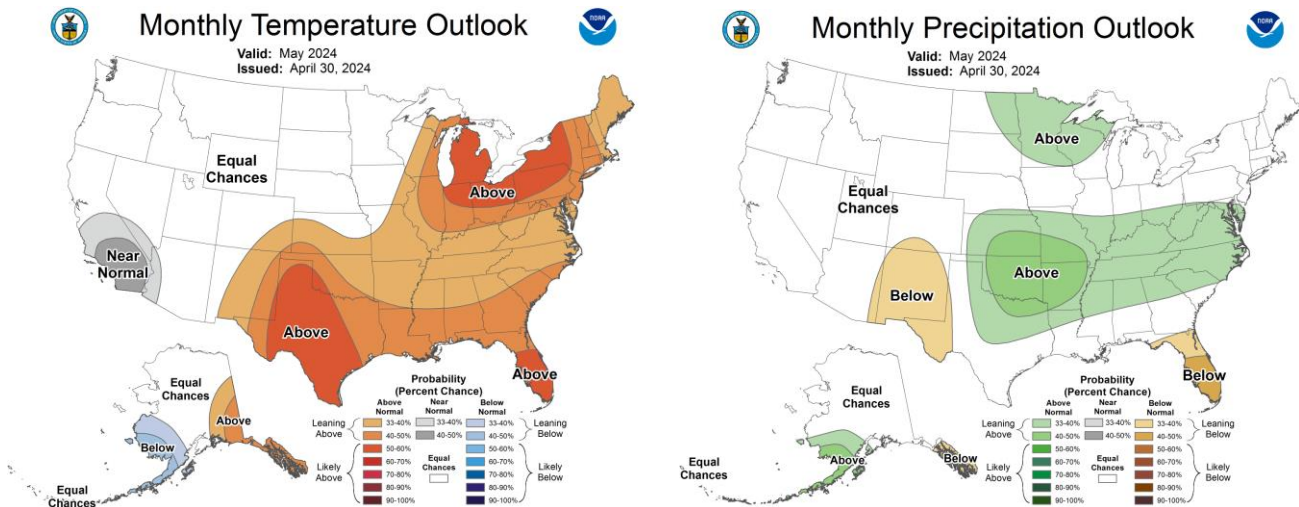 Monthly Temperature Outlook
Valid: May 2024
Issued: April 30, 2024
NOAA
Equal
Chances
Above
Near
Normal
Above
Above
Equal
Chances
Above
Below
Equal
Chances
Probability
(Percent Chance)
Above
Normal
Near
Normal
Below
Normal
Leaning
Above
33-40%
33-40%
33-40%
Leaning
Below
40-50%
40-50%
40-50%
Likely
Above
50-60%
50-60%
Likely
Below
60-70%
60-70%
70-80%
Equal
Chances
70-80%
80-90%
80-90%
90-100%
90-100%
Monthly Precipitation Outlook
Valid: May 2024
Issued: April 30, 2024
NOAA
Above
Equal
Chances
Above
Below
Below
Equal
Chances
Above
Below
Equal
Chances
Probability
(Percent Chance)
Above
Normal
Near
Normal
Below
Normal
Leaning
Above
33-40%
33-40%
33-40%
Leaning
Below
40-50%
40-50%
40-50%
Likely
Above
50-60%
50-60%
Likely
Below
60-70%
60-70%
70-80%
Equal
Chances
70-80%
80-90%
80-90%
90-100%
90-100%